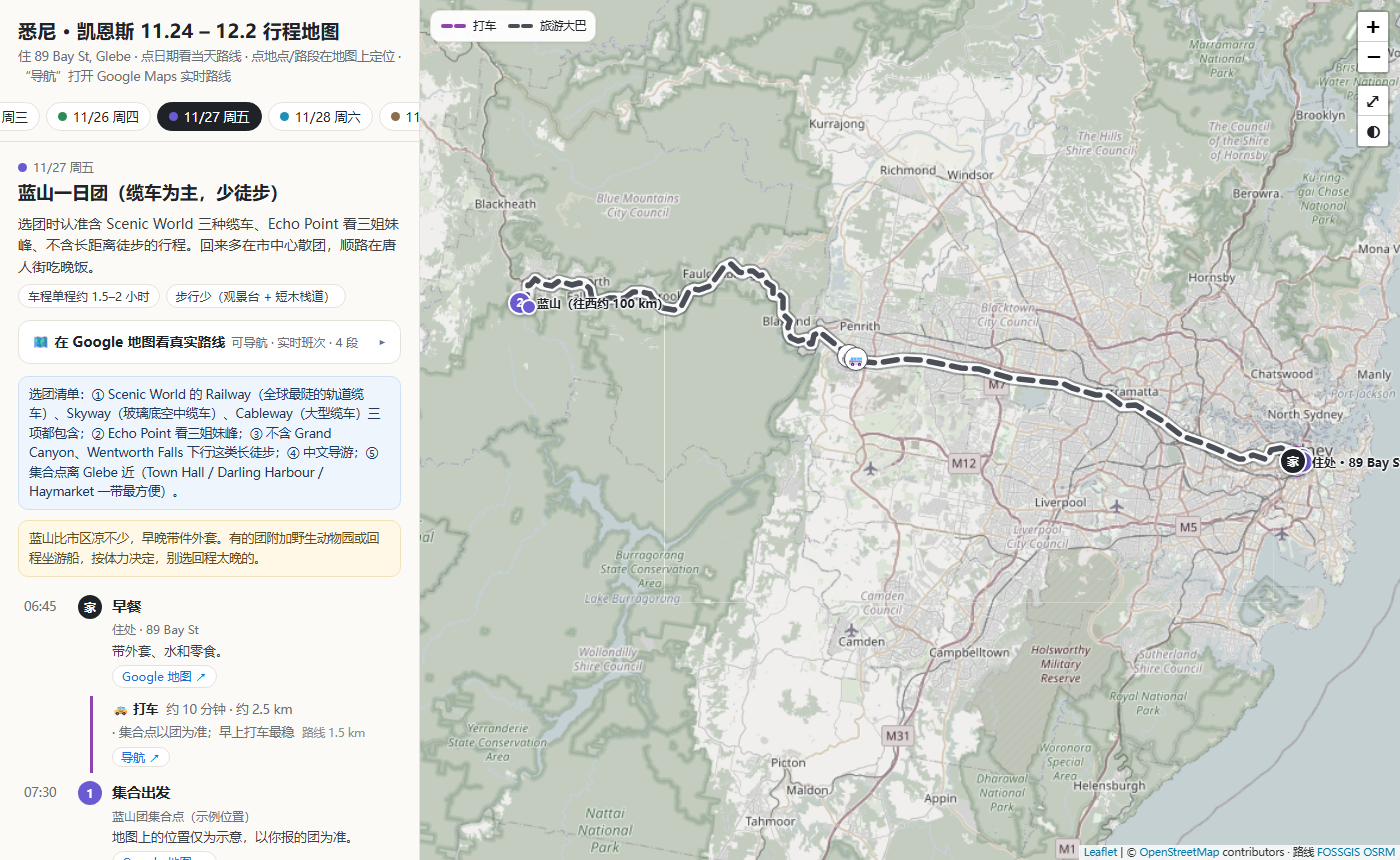 悉尼 · 凯恩斯 11.24 – 12.2 行程地图
住 89 Bay St, Glebe · 点日期看当天路线 · 点地点/路段在地图上定位 ·
“导航”打开 Google Maps 实时路线
周三
11/26 周四
11/27 周五
11/28 周六
11
11/27 周五
蓝山一日团（缆车为主，少徒步）
选团时认准含 Scenic World 三种缆车、Echo Point 看三姐妹
峰、不含长距离徒步的行程。回来多在市中心散团，顺路在唐
人街吃晚饭。
车程单程约 1.5–2 小时
步行少（观景台 + 短木栈道）
在 Google 地图看真实路线 可导航 · 实时班次 · 4 段
选团清单：① Scenic World 的 Railway（全球最陡的轨道缆
车）、Skyway（玻璃底空中缆车）、Cableway（大型缆车）三
项都包含；② Echo Point 看三姐妹峰；③ 不含 Grand
Canyon、Wentworth Falls 下行这类长徒步；④ 中文导游；⑤
集合点离 Glebe 近（Town Hall / Darling Harbour /
Haymarket 一带最方便）。
蓝山比市区凉不少，早晚带件外套。有的团附加野生动物园或回
程坐游船，按体力决定，别选回程太晚的。
06:45
家
早餐
住处 · 89 Bay St
带外套、水和零食。
Google 地图 ↗
打车 约 10 分钟 · 约 2.5 km
· 集合点以团为准；早上打车最稳 路线 1.5 km
导航 ↗
07:30
1
集合出发
蓝山团集合点（示例位置）
地图上的位置仅为示意，以你报的团为准。
打车
旅游大巴
+
−
Marramarra
National
Park
Brisbane
Water National
Park
Brooklyn
Kurrajong
The Hills
Shire Council
The Council
of the Shire
of Hornsby
Richmond
Windsor
Ku-ring-
gai Chase
National
Park
Berowra
Blackheath
Blue Mountains
City Council
Mona V
Hornsby
2
蓝山（往西约 100 km）
Penrith
Blacktown
City Council
Chatswood
Manly
M7
Port Jackson
North Sydney
家
住处 · 89 Bay S
M12
Liverpool
Liverpool
City Council
M5
Burragorang
State Conservation
Area
Lake Burragorang
Camden
Council
Camden
Campbelltown
Holsworthy
Military
Reserve
Sutherland
Shire Council
Wollondilly
Shire Council
Royal National
Park
Yerranderie
State Conservation
Area
M31
Woronora
Special
Area
Picton
Maldon
Appin
Dharawal
National
Park
Helensburgh
Nattai
National
Park
Tahmoor
M1
Leaflet | © OpenStreetMap contributors · 路线 FOSSGIS OSRM